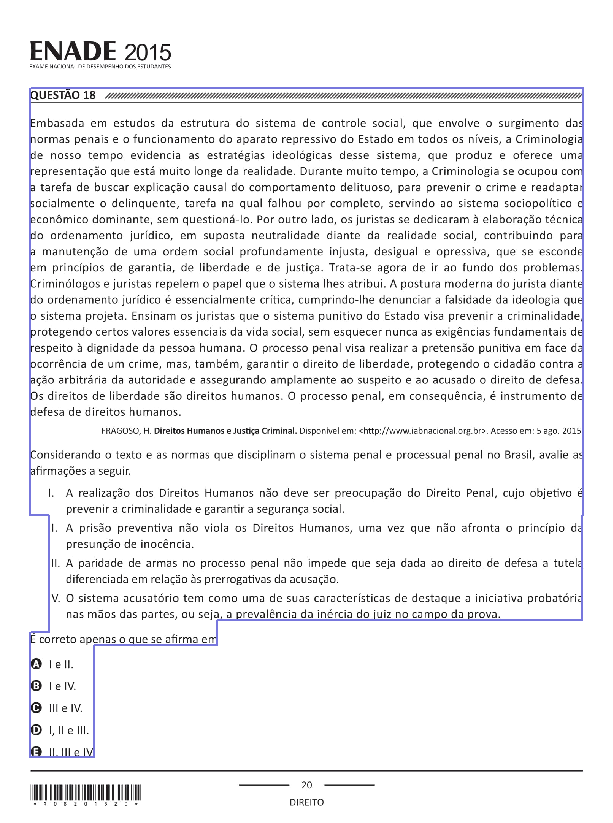 ENADE 2015
EXAME NACIONAL DE DESEMPENHO DOS ESTUDANTES
QUESTÃO 18
Embasada em estudos da estrutura do sistema de controle social, que envolve o surgimento das
normas penais e o funcionamento do aparato repressivo do Estado em todos os níveis, a Criminologia
de nosso tempo evidencia as estratégias ideológicas desse sistema, que produz e oferece uma
representação que está muito longe da realidade. Durante muito tempo, a Criminologia se ocupou com
a tarefa de buscar explicação causal do comportamento delituoso, para prevenir o crime e readaptar
socialmente o delinquente, tarefa na qual falhou por completo, servindo ao sistema sociopolítico e
econômico dominante, sem questioná-lo. Por outro lado, os juristas se dedicaram à elaboração técnica
do ordenamento jurídico, em suposta neutralidade diante da realidade social, contribuindo para
a manutenção de uma ordem social profundamente injusta, desigual e opressiva, que se esconde
em princípios de garantia, de liberdade e de justiça. Trata-se agora de ir ao fundo dos problemas.
Criminólogos e juristas repelem o papel que o sistema lhes atribui. A postura moderna do jurista diante
do ordenamento jurídico é essencialmente crítica, cumprindo-lhe denunciar a falsidade da ideologia que
o sistema projeta. Ensinam os juristas que o sistema punitivo do Estado visa prevenir a criminalidade,
protegendo certos valores essenciais da vida social, sem esquecer nunca as exigências fundamentais de
respeito à dignidade da pessoa humana. O processo penal visa realizar a pretensão punitiva em face da
ocorrência de um crime, mas, também, garantir o direito de liberdade, protegendo o cidadão contra a
ação arbitrária da autoridade e assegurando amplamente ao suspeito e ao acusado o direito de defesa.
Os direitos de liberdade são direitos humanos. O processo penal, em consequência, é instrumento de
defesa de direitos humanos.
FRAGOSO, H. Direitos Humanos e Justiça Criminal. Disponível em: <http://www.iabnacional.org.br>. Acesso em: 5 ago. 2015
Considerando o texto e as normas que disciplinam o sistema penal e processual penal no Brasil, avalie as
afirmações a seguir.
I. A realização dos Direitos Humanos não deve ser preocupação do Direito Penal, cujo objetivo é
prevenir a criminalidade e garantir a segurança social.
I. A prisão preventiva não viola os Direitos Humanos, uma vez que não afronta o princípio da
presunção de inocência.
II. A paridade de armas no processo penal não impede que seja dada ao direito de defesa a tutela
diferenciada em relação às prerrogativas da acusação.
V. O sistema acusatório tem como uma de suas características de destaque a iniciativa probatória
nas mãos das partes, ou seja, a prevalência da inércia do juiz no campo da prova.
É correto apenas o que se afirma em
A I e II.
B I e IV.
C III e IV.
D I, II e III.
E II, III e IV
20
DIREITO